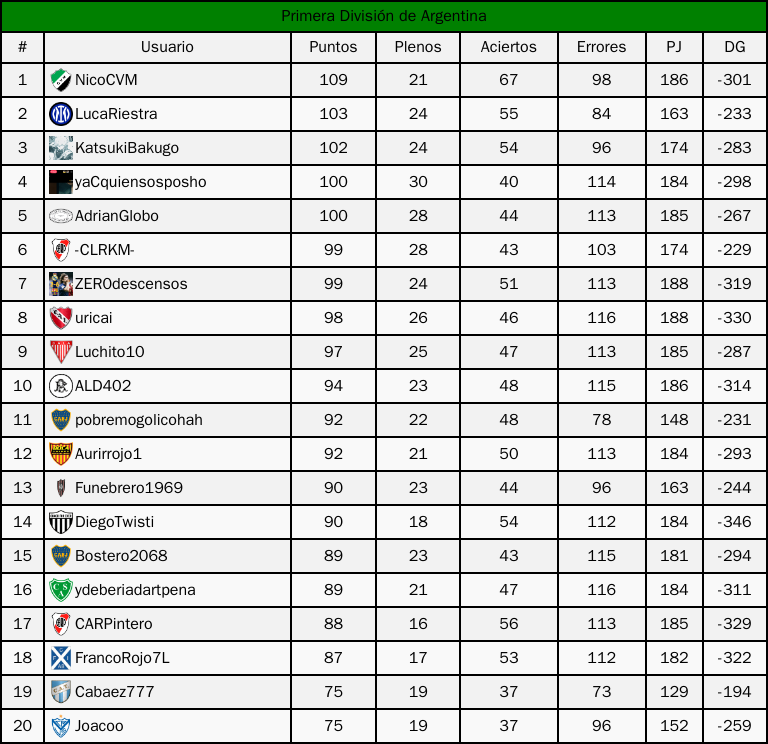 Primera División de Argentina
# Usuario Puntos Plenos Aciertos Errores PJ DG
1 NicoCVM 109 21 67 98 186 -301
2 LucaRiestra 103 24 55 84 163 -233
3 KatsukiBakugo 102 24 54 96 174 -283
4 yaCquiensosposho 100 30 40 114 184 -298
5 AdrianGlobo 100 28 44 113 185 -267
6 -CLRKM- 99 28 43 103 174 -229
7 ZER0descensos 99 24 51 113 188 -319
8 uricai 98 26 46 116 188 -330
9 Luchito10 97 25 47 113 185 -287
10 ALD402 94 23 48 115 186 -314
11 pobremogolicohah 92 22 48 78 148 -231
12 Aurirrojo1 92 21 50 113 184 -293
13 Funebrero1969 90 23 44 96 163 -244
14 DiegoTwisti 90 18 54 112 184 -346
15 Bostero2068 89 23 43 115 181 -294
16 ydeberiadartpena 89 21 47 116 184 -311
17 CARPintero 88 16 56 113 185 -329
18 FrancoRojo7L 87 17 53 112 182 -322
19 Cabaez777 75 19 37 73 129 -194
20 Joacoo 75 19 37 96 152 -259